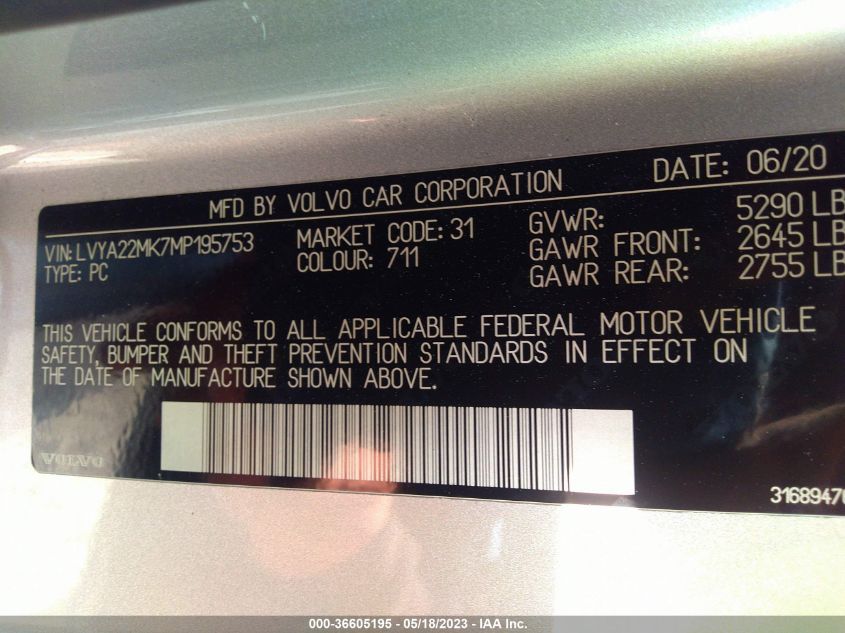 MFD BY VOLVO CAR CORPORATION DATE: 06/20
VIN: LVYA22MK7MP195753 MARKET CODE: 31 GVWR: 5290 LB
TYPE: PC COLOUR: 711 GAWR FRONT: 2645 LB
GAWR REAR: 2755 LB
THIS VEHICLE CONFORMS TO ALL APPLICABLE FEDERAL MOTOR VEHICLE
SAFETY, BUMPER AND THEFT PREVENTION STANDARDS IN EFFECT ON
THE DATE OF MANUFACTURE SHOWN ABOVE.
VOLVO
3168947
000-36605195 - 05/18/2023 - IAA Inc.